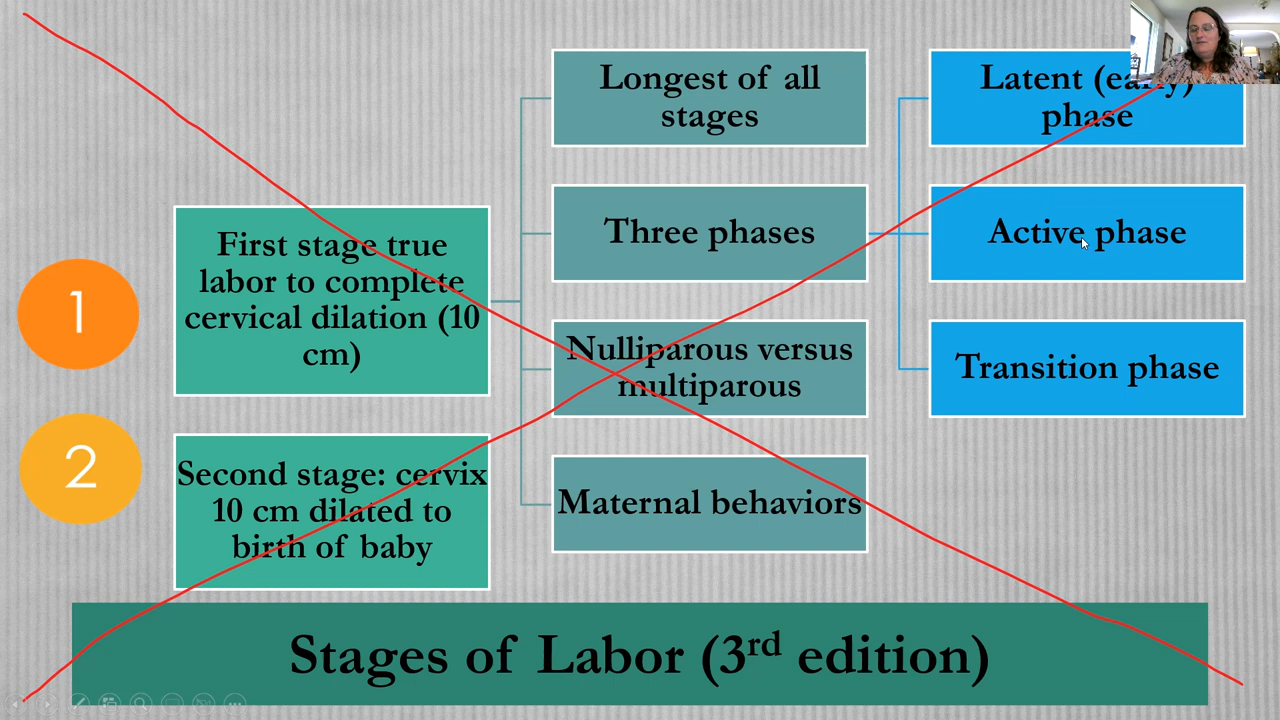 1
First stage true
labor to complete
cervical dilation (10
cm)
2
Second stage: cervix
10 cm dilated to
birth of baby
Longest of all
stages
Three phases
Nulliparous versus
multiparous
Maternal behaviors
Latent (early)
phase
Active phase
Transition phase
Stages of Labor (3rd edition)